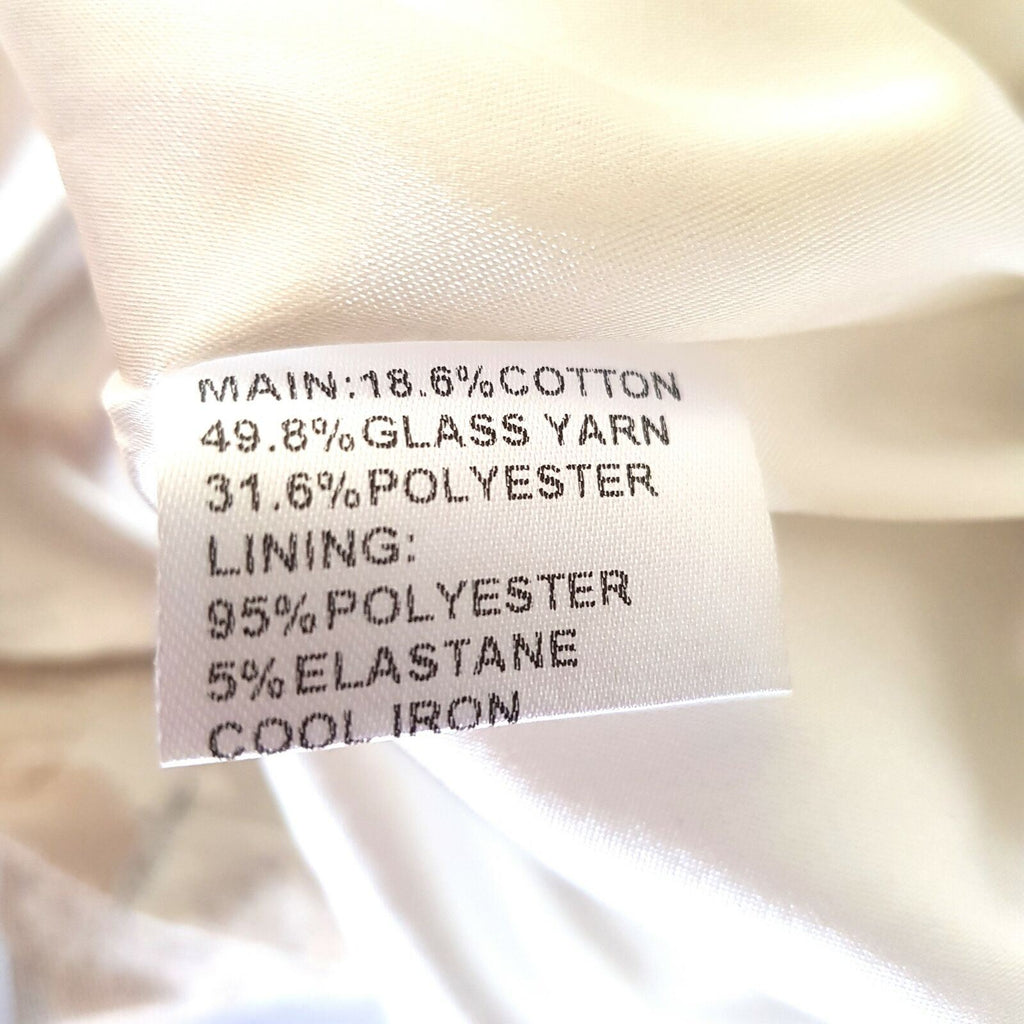 MAIN:18.6%COTTON
49.8%GLASS YARN
31.6%POLYESTER
LINING:
95%POLYESTER
5%ELASTANE
COOL IRON